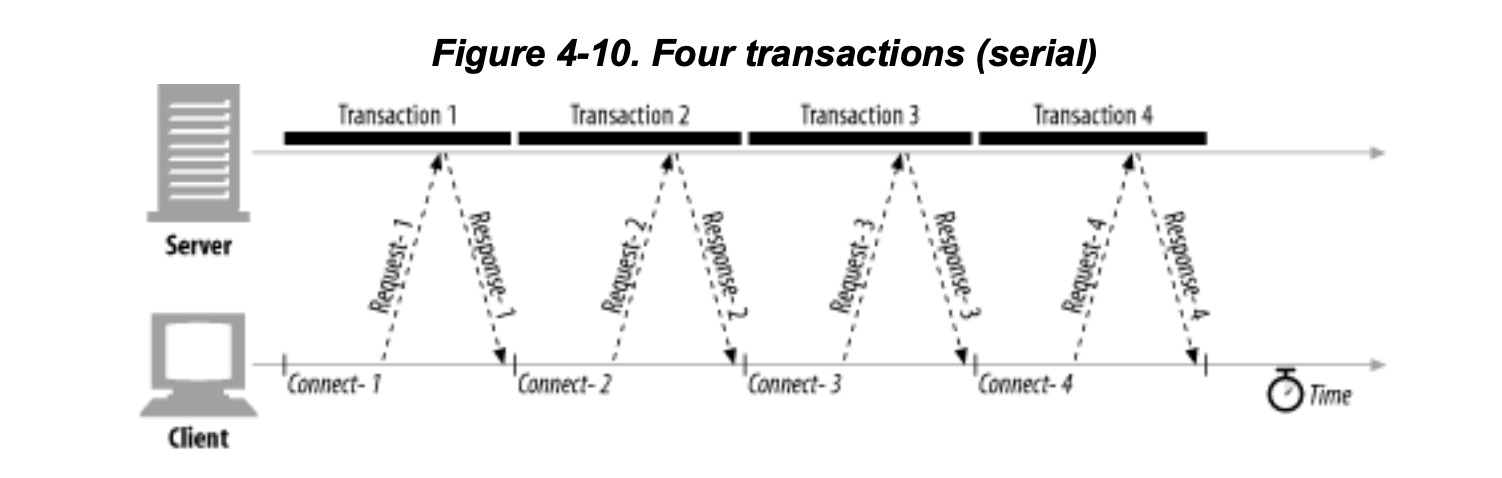 Figure 4-10. Four transactions (serial)
Transaction 1
Transaction 2
Transaction 3
Transaction 4
Server
Request- 1
Response- 1
Request- 2
Response- 2
Request- 3
Response- 3
Request- 4
Response- 4
Connect- 1
Connect- 2
Connect- 3
Connect- 4
Time
Client